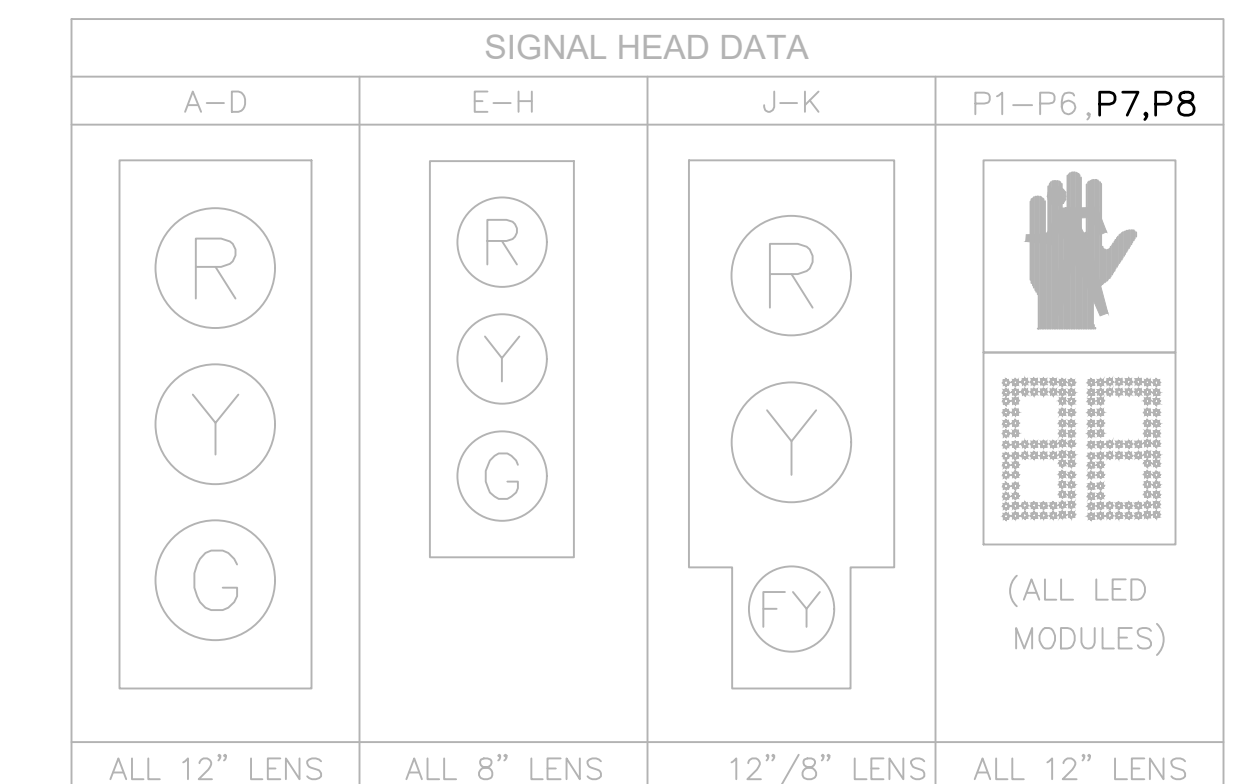 SIGNAL HEAD DATA
A–D
E–H
J–K
P1–P6,P7,P8
R
Y
G
R
Y
G
R
Y
FY
88
(ALL LED
MODULES)
ALL 12” LENS
ALL 8” LENS
12”/8” LENS
ALL 12” LENS